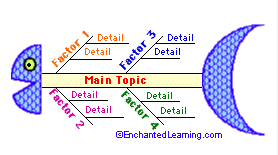 Factor 1
Detail
Detail
Factor 3
Detail
Detail
Main Topic
Factor 2
Detail
Detail
Factor 4
Detail
Detail
©EnchantedLearning.com